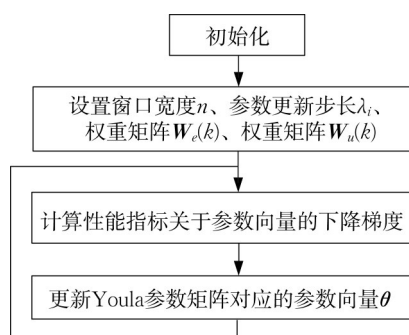 初始化
设置窗口宽度n、参数更新步长λi、
权重矩阵We(k)、权重矩阵Wu(k)
计算性能指标关于参数向量的下降梯度
更新Youla参数矩阵对应的参数向量θ